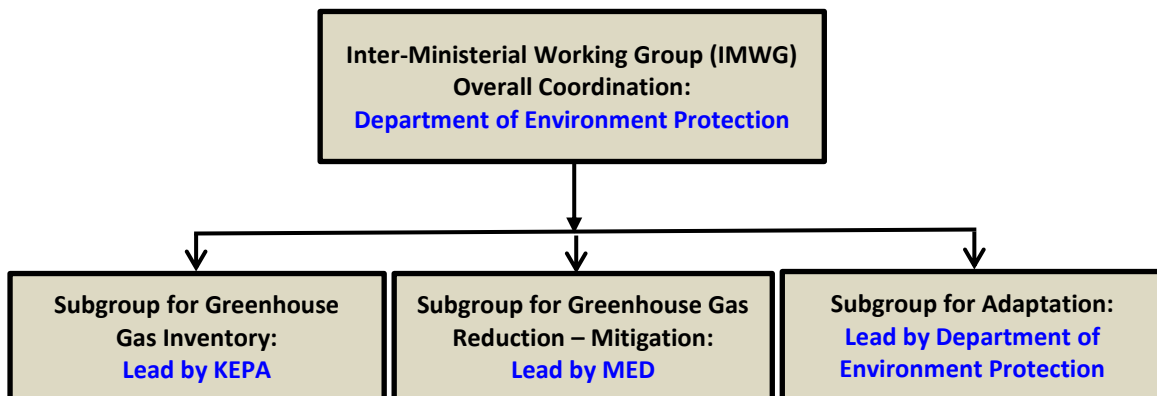 Inter-Ministerial Working Group (IMWG)
Overall Coordination:
Department of Environment Protection
Subgroup for Greenhouse
Gas Inventory:
Lead by KEPA
Subgroup for Greenhouse Gas
Reduction – Mitigation:
Lead by MED
Subgroup for Adaptation:
Lead by Department of
Environment Protection